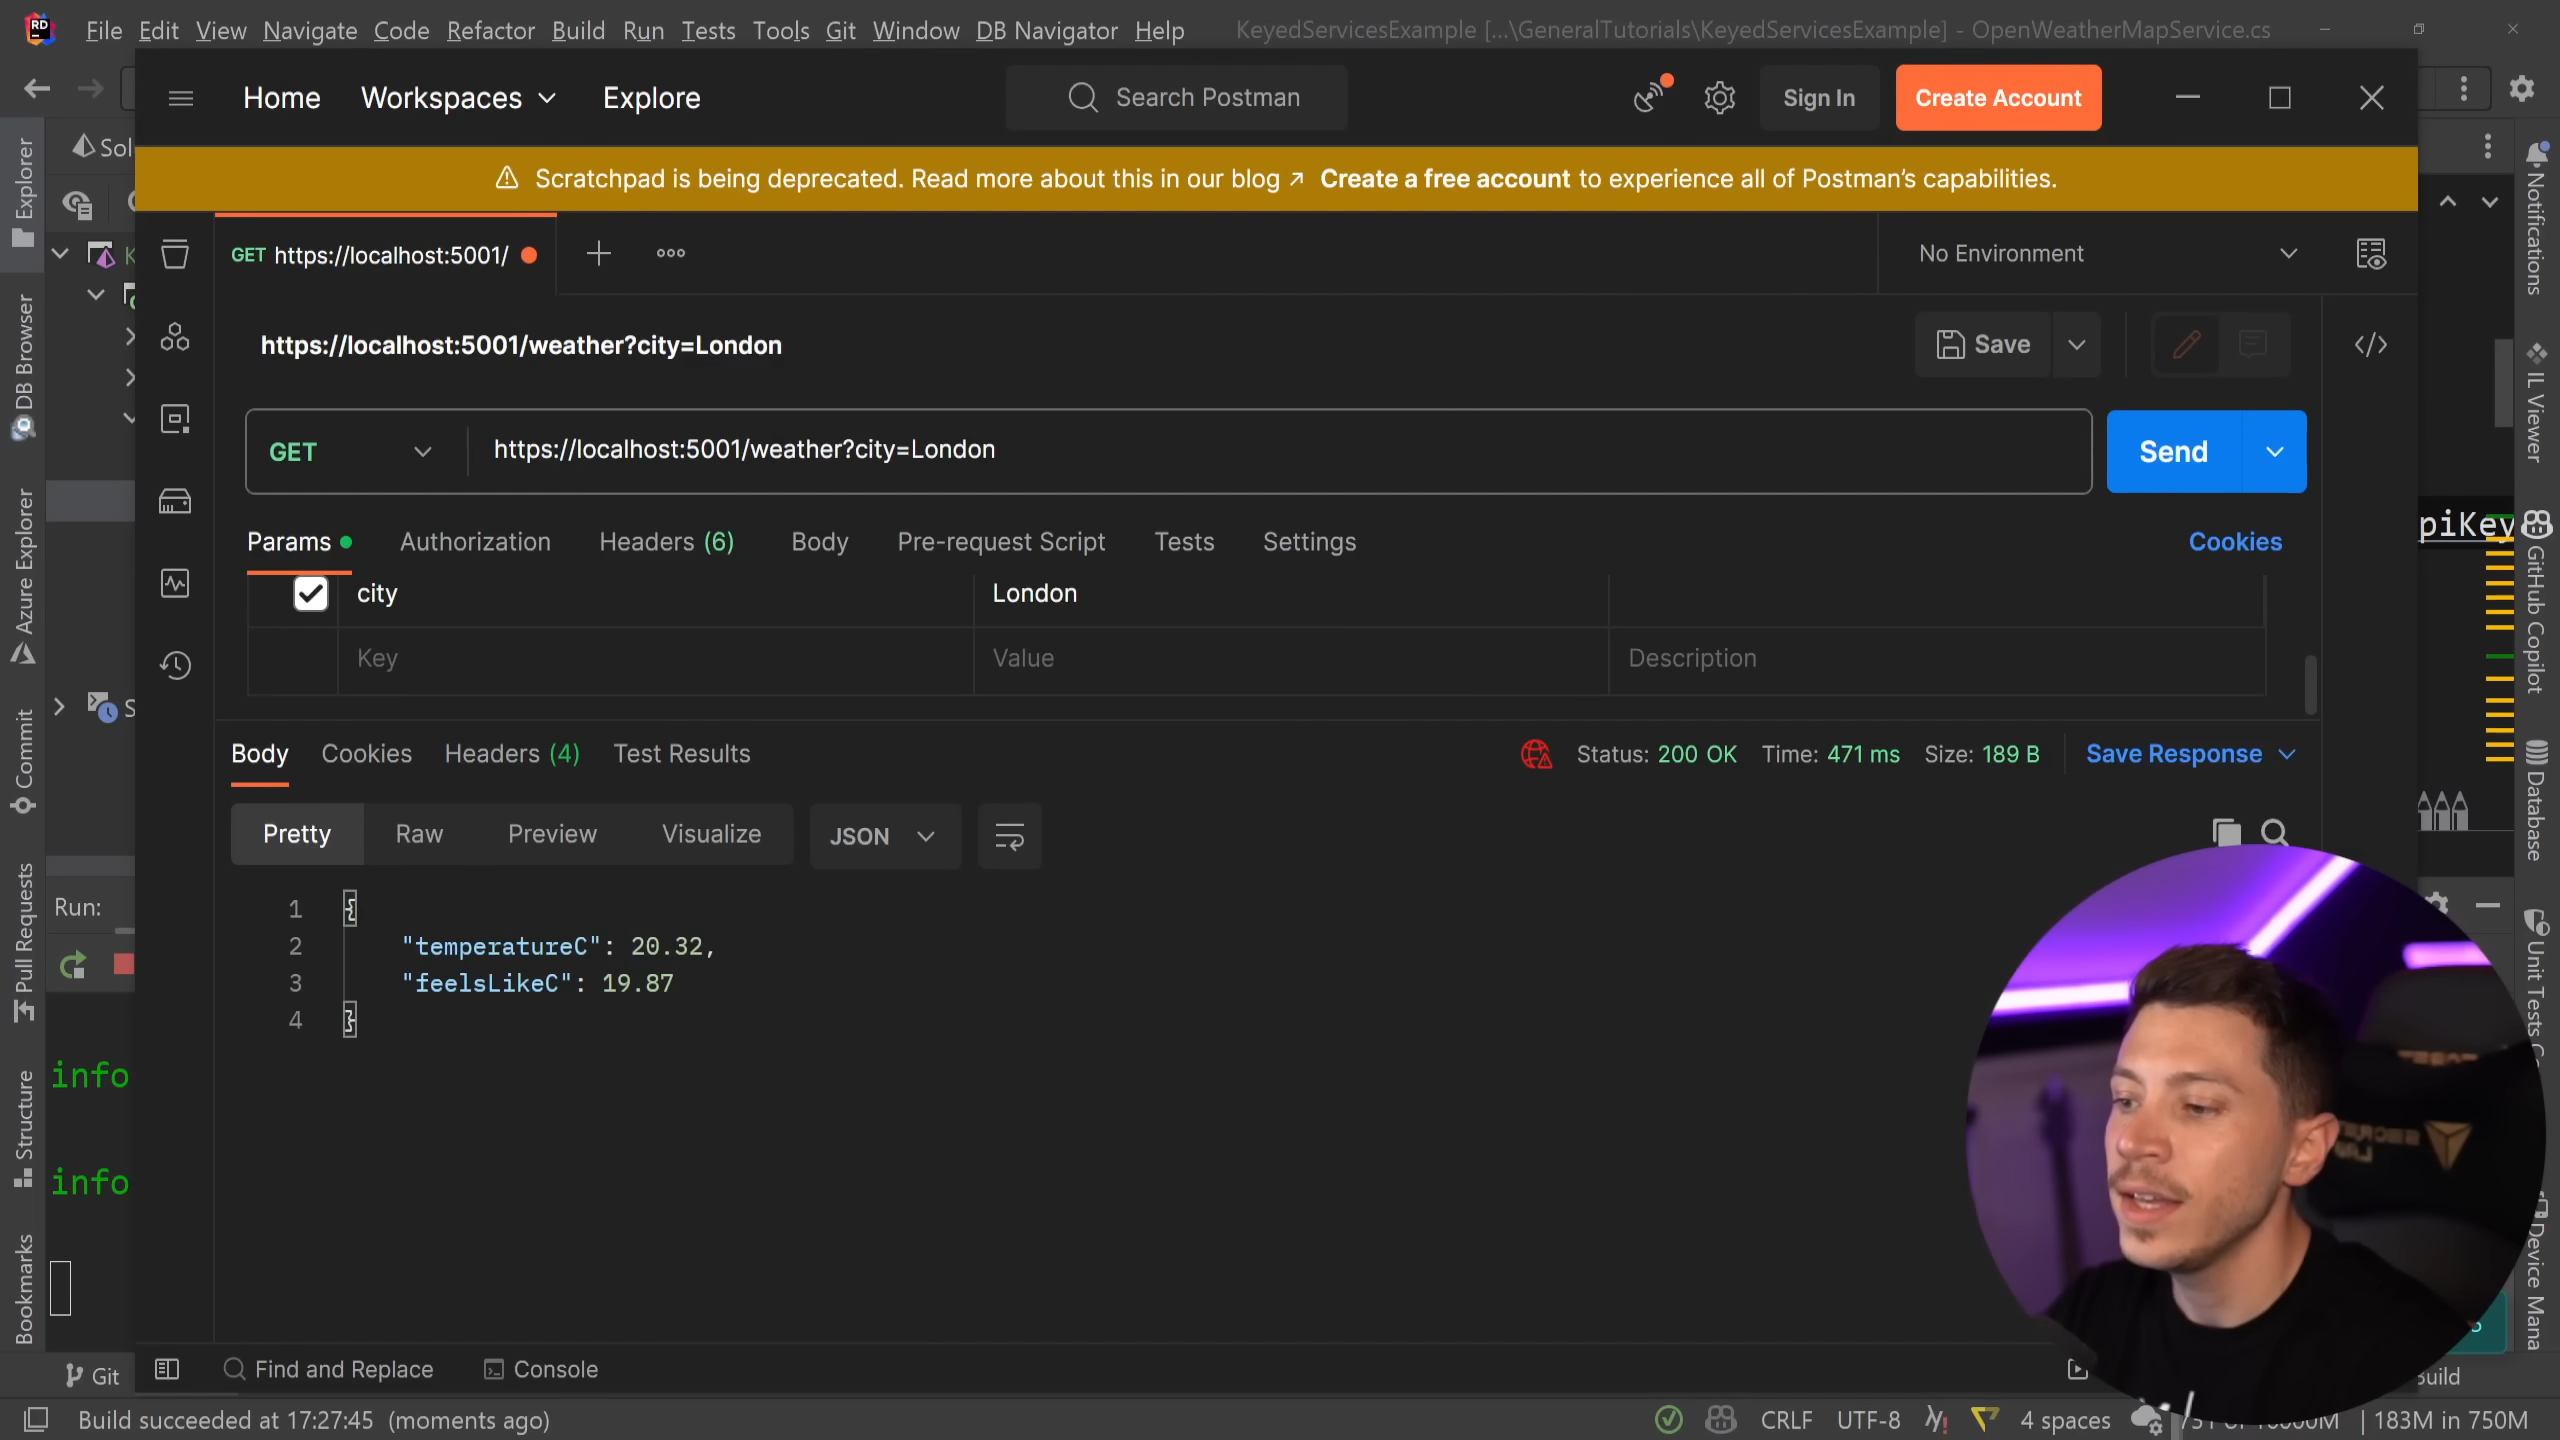 RD File Edit View Navigate Code Refactor Build Run Tests Tools Git Window DB Navigator Help KeyedServicesExample [...\GeneralTutorials\KeyedServicesExample] - OpenWeatherMapService.cs
Home Workspaces Explore Search Postman Sign In Create Account
Scratchpad is being deprecated. Read more about this in our blog ↗ Create a free account to experience all of Postman's capabilities.
GET https://localhost:5001/ No Environment
https://localhost:5001/weather?city=London Save </>
GET https://localhost:5001/weather?city=London Send
Params Authorization Headers (6) Body Pre-request Script Tests Settings Cookies
city London
Key Value Description
Body Cookies Headers (4) Test Results Status: 200 OK Time: 471 ms Size: 189 B Save Response
Pretty Raw Preview Visualize JSON
1 {
2 "temperatureC": 20.32,
3 "feelsLikeC": 19.87
4 }
Find and Replace Console
Explorer
DB Browser
Azure Explorer
Commit
Pull Requests
Structure
Bookmarks
Sol
K
S
Run:
info
info
Git
Build succeeded at 17:27:45 (moments ago) CRLF UTF-8 4 spaces | 183M in 750M
piKey
Notifications
IL Viewer
GitHub Copilot
Database
Unit Tests C
Device Mana